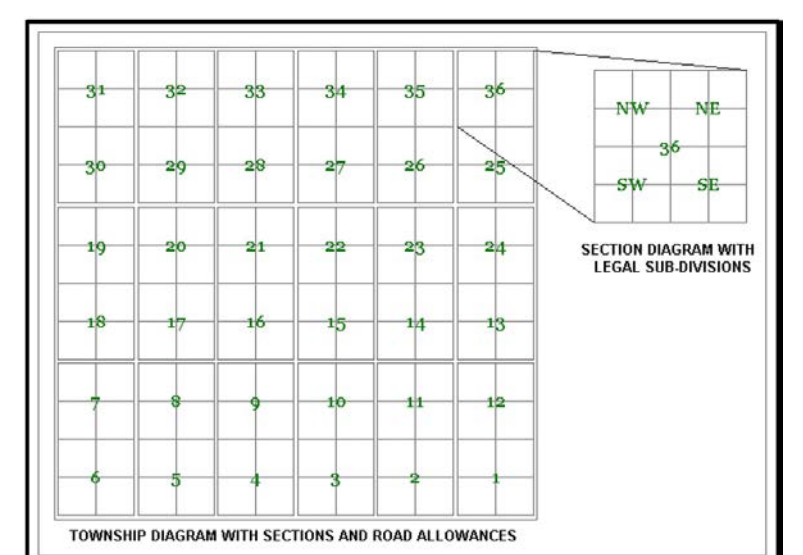 31 32 33 34 35 36
NW NE
36
30 29 28 27 26 25
SW SE
19 20 21 22 23 24
SECTION DIAGRAM WITH
LEGAL SUB-DIVISIONS
18 17 16 15 14 13
7 8 9 10 11 12
6 5 4 3 2 1
TOWNSHIP DIAGRAM WITH SECTIONS AND ROAD ALLOWANCES